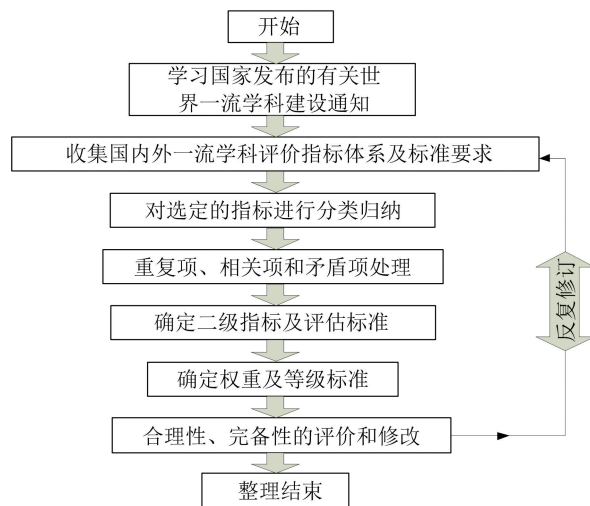 开始
学习国家发布的有关世
界一流学科建设通知
收集国内外一流学科评价指标体系及标准要求
对选定的指标进行分类归纳
重复项、相关项和矛盾项处理
确定二级指标及评估标准
确定权重及等级标准
合理性、完备性的评价和修改
整理结束
反复修订